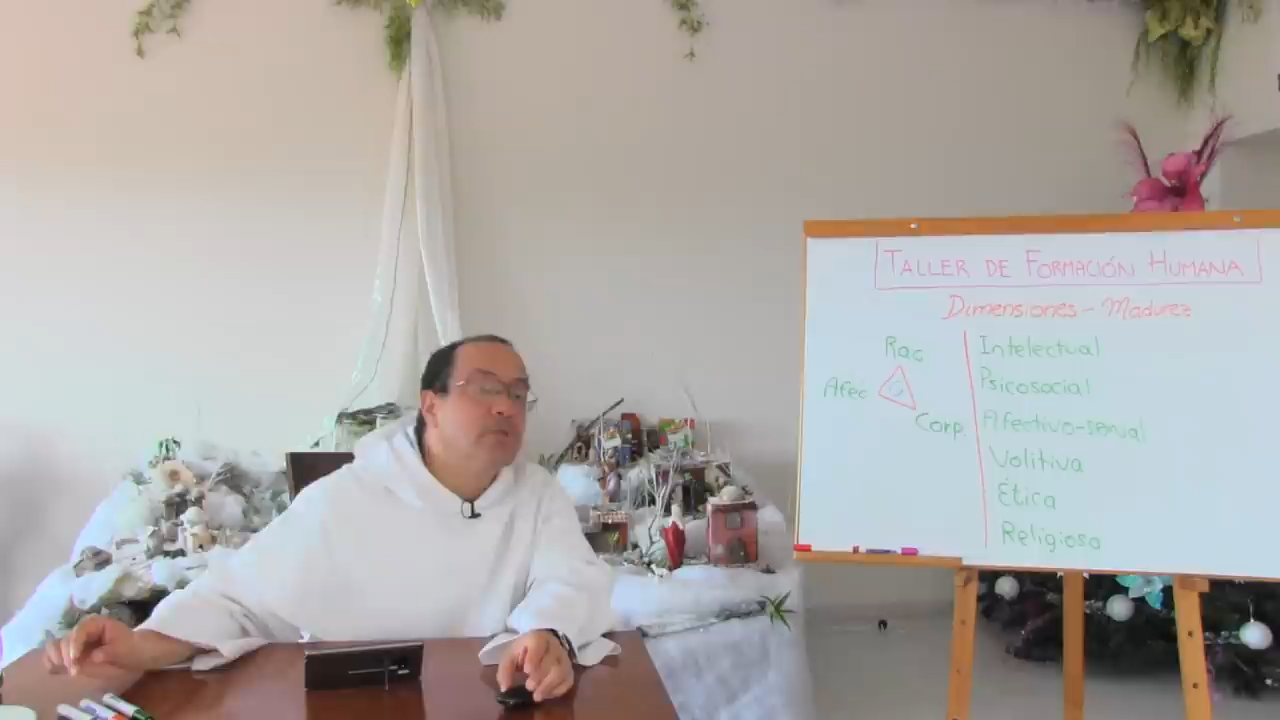 TALLER DE FORMACIÓN HUMANA
Dimensiones - Madurez
Rac
Afec
Corp.
Intelectual
Psicosocial
Afectivo-sexual
Volitiva
Ética
Religiosa